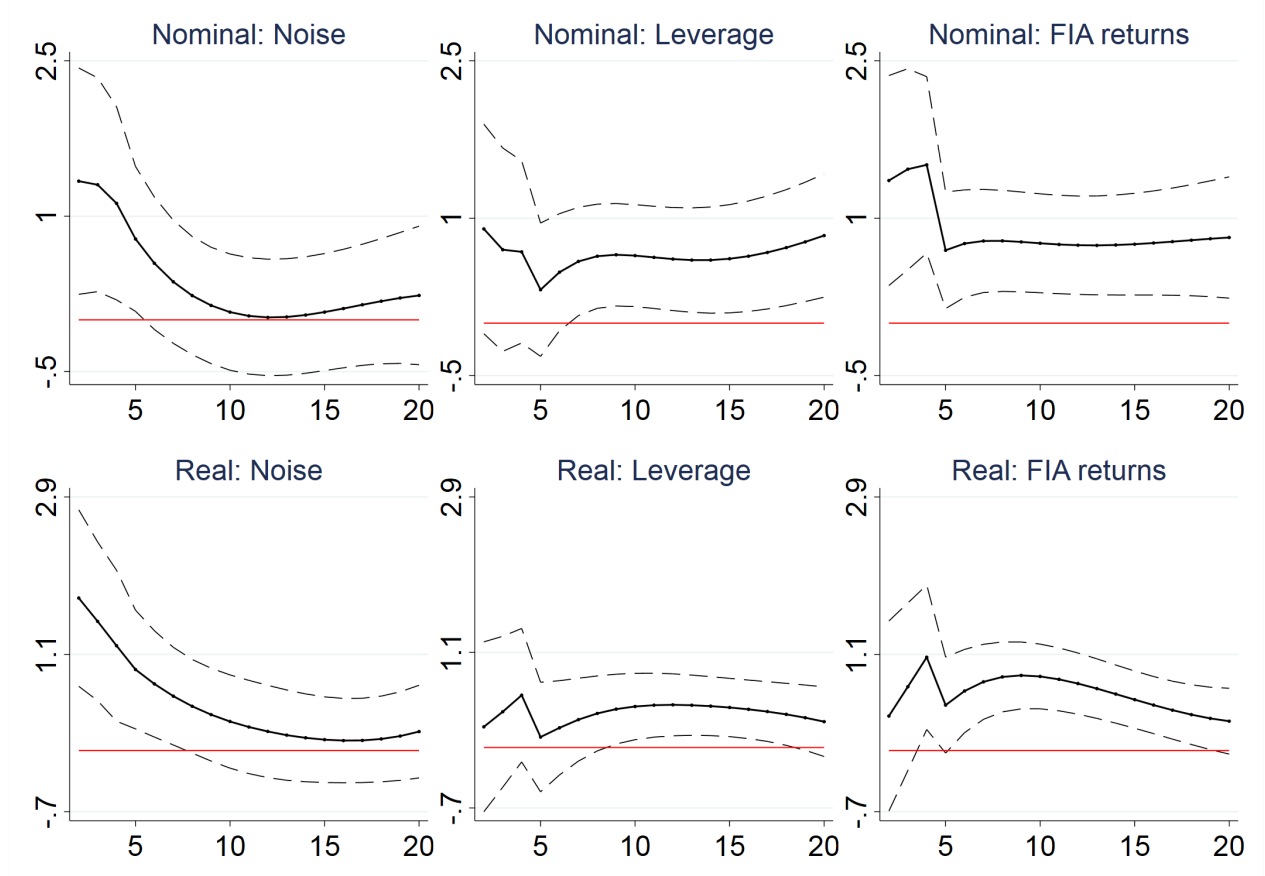 Nominal: Noise
2.5
1
-.5
5 10 15 20
Nominal: Leverage
2.5
1
-.5
5 10 15 20
Nominal: FIA returns
2.5
1
-.5
5 10 15 20
Real: Noise
2.9
1.1
-.7
5 10 15 20
Real: Leverage
2.9
1.1
-.7
5 10 15 20
Real: FIA returns
2.9
1.1
-.7
5 10 15 20